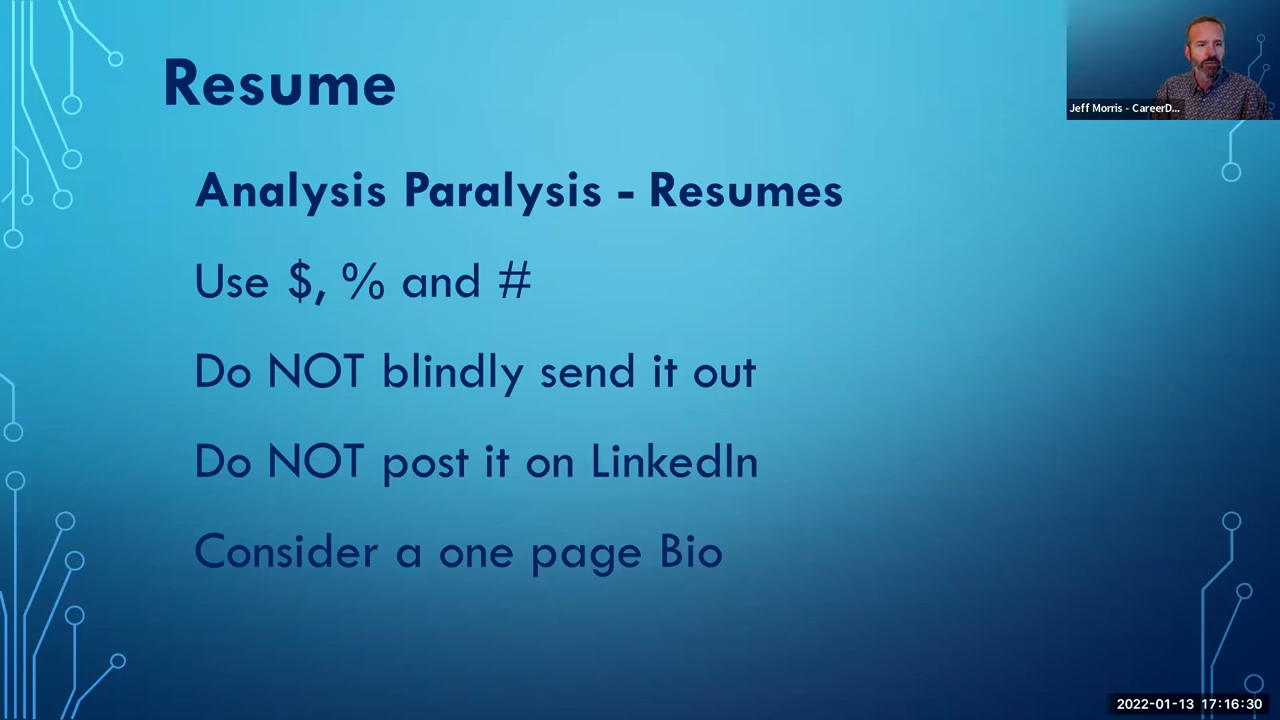 Resume
Jeff Morris - CareerD...
Analysis Paralysis - Resumes
Use $, % and #
Do NOT blindly send it out
Do NOT post it on LinkedIn
Consider a one page Bio
2022-01-13 17:16:30